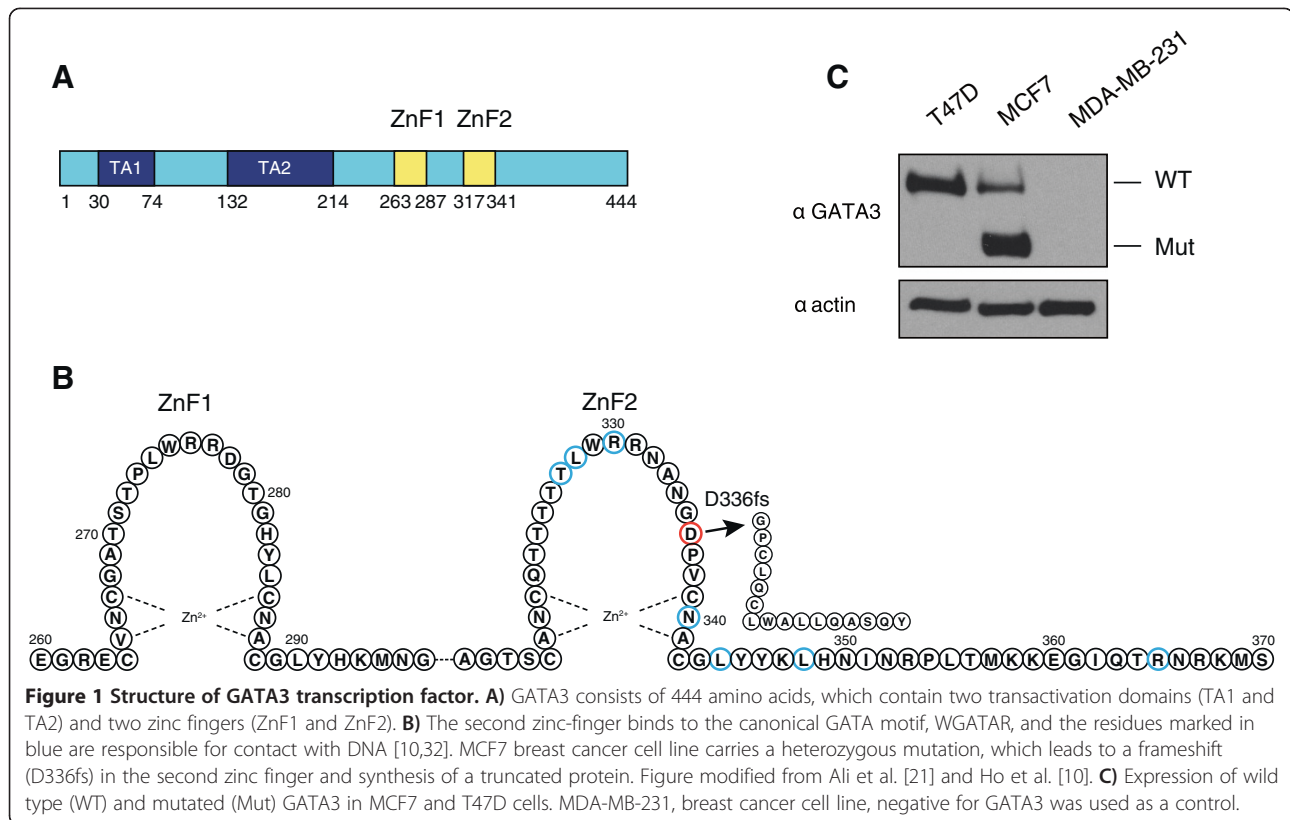 A
ZnF1 ZnF2
TA1 TA2
1 30 74 132 214 263 287 317 341 444
C
T47D MCF7 MDA-MB-231
α GATA3
WT
Mut
α actin
B
ZnF1
ZnF2
260 270 280 290
EGRECVNCGATSTPLWRRDGTGHYLCNACGLYHKMNG
Zn²⁺
330 340 350 360 370
AGTSCANCQTTTTTLWRRNANGDPVCNACGLYYKLHNINRPLTMKKEGIQTRNRKMS
Zn²⁺
D336fs
GPCLQCLWALLQASQY
Figure 1 Structure of GATA3 transcription factor. A) GATA3 consists of 444 amino acids, which contain two transactivation domains (TA1 and
TA2) and two zinc fingers (ZnF1 and ZnF2). B) The second zinc-finger binds to the canonical GATA motif, WGATAR, and the residues marked in
blue are responsible for contact with DNA [10,32]. MCF7 breast cancer cell line carries a heterozygous mutation, which leads to a frameshift
(D336fs) in the second zinc finger and synthesis of a truncated protein. Figure modified from Ali et al. [21] and Ho et al. [10]. C) Expression of wild
type (WT) and mutated (Mut) GATA3 in MCF7 and T47D cells. MDA-MB-231, breast cancer cell line, negative for GATA3 was used as a control.